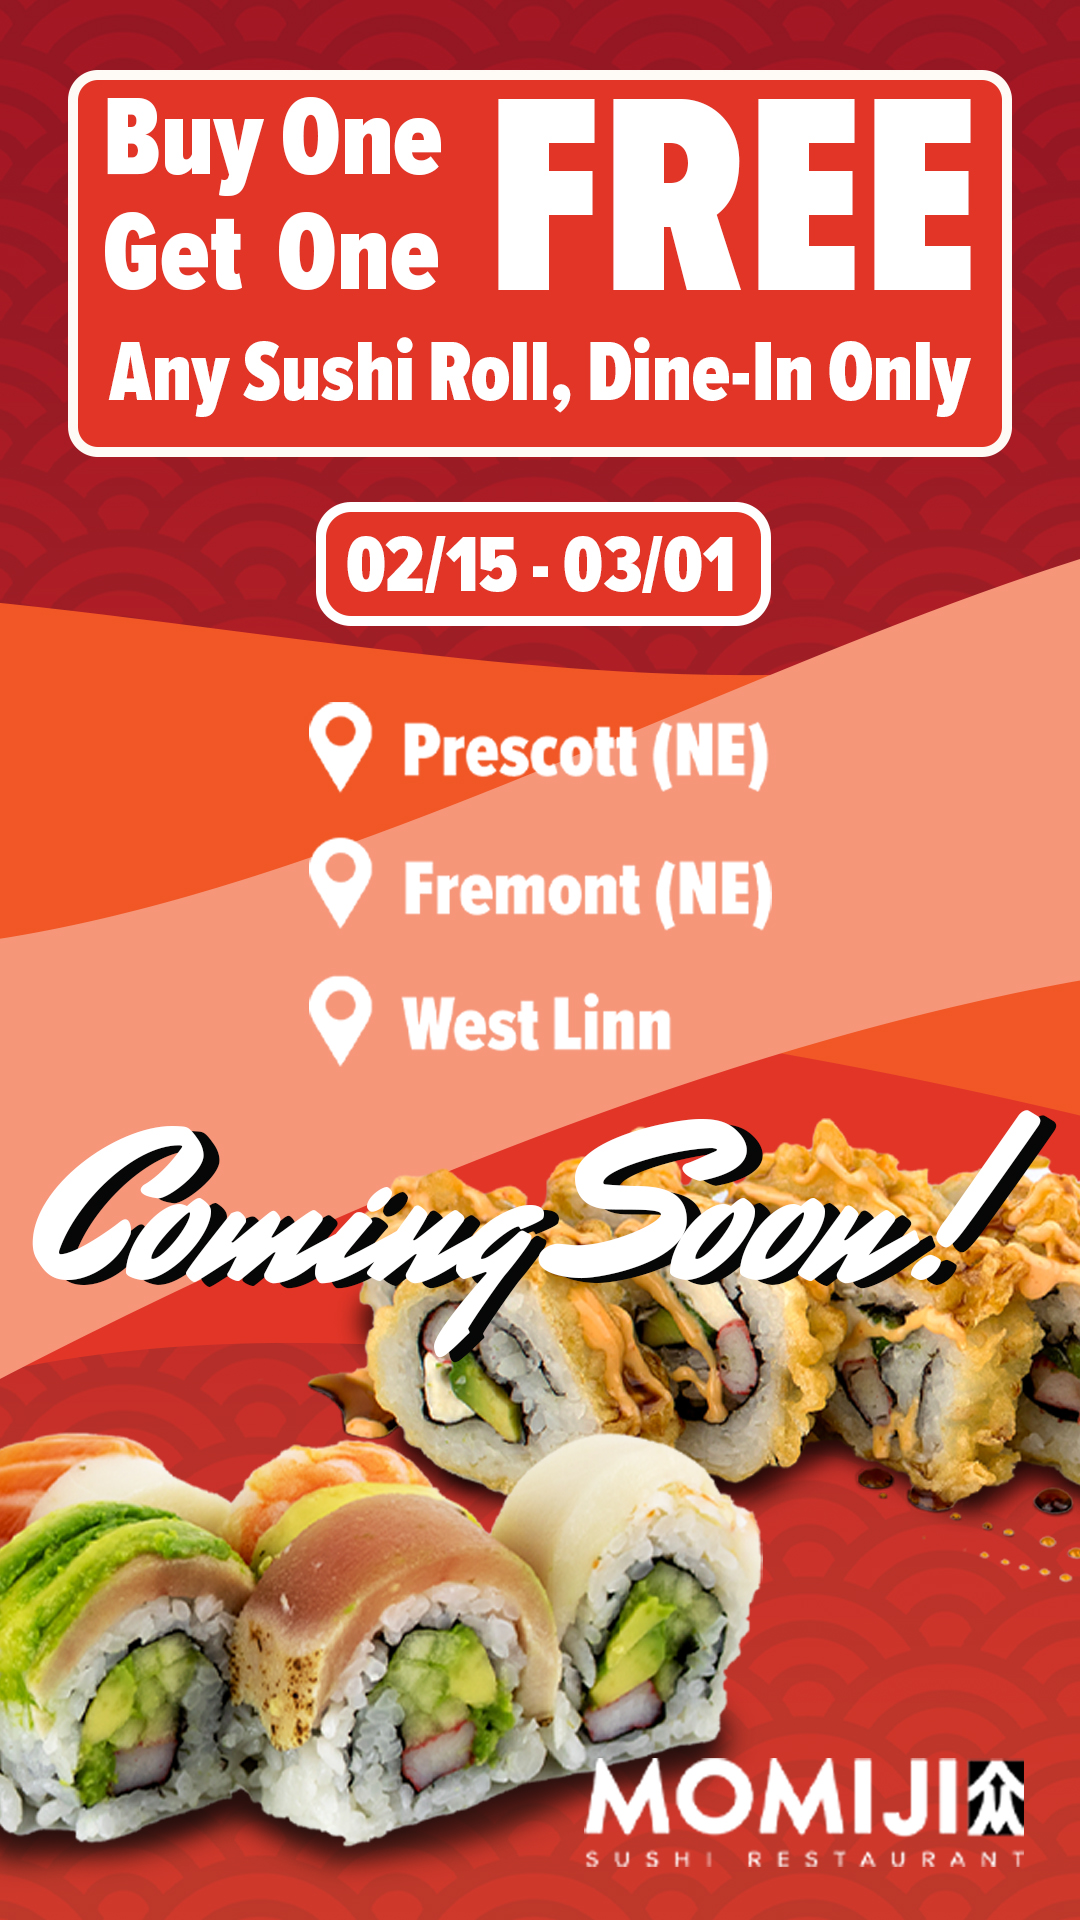 Buy One
Get One
FREE
Any Sushi Roll, Dine-In Only
02/15 - 03/01
Prescott (NE)
Fremont (NE)
West Linn
Coming Soon!
MOMIJI
SUSHI RESTAURANT